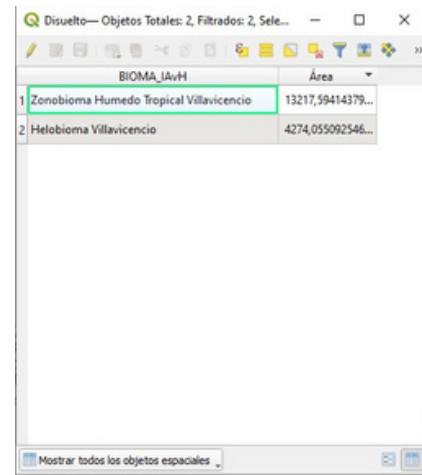 Disuelto— Objetos Totales: 2, Filtrados: 2, Sele...
BIOMA_IAvH Área
1 Zonobioma Humedo Tropical Villavicencio 13217,59414379...
2 Helobioma Villavicencio 4274,055092546...
Mostrar todos los objetos espaciales